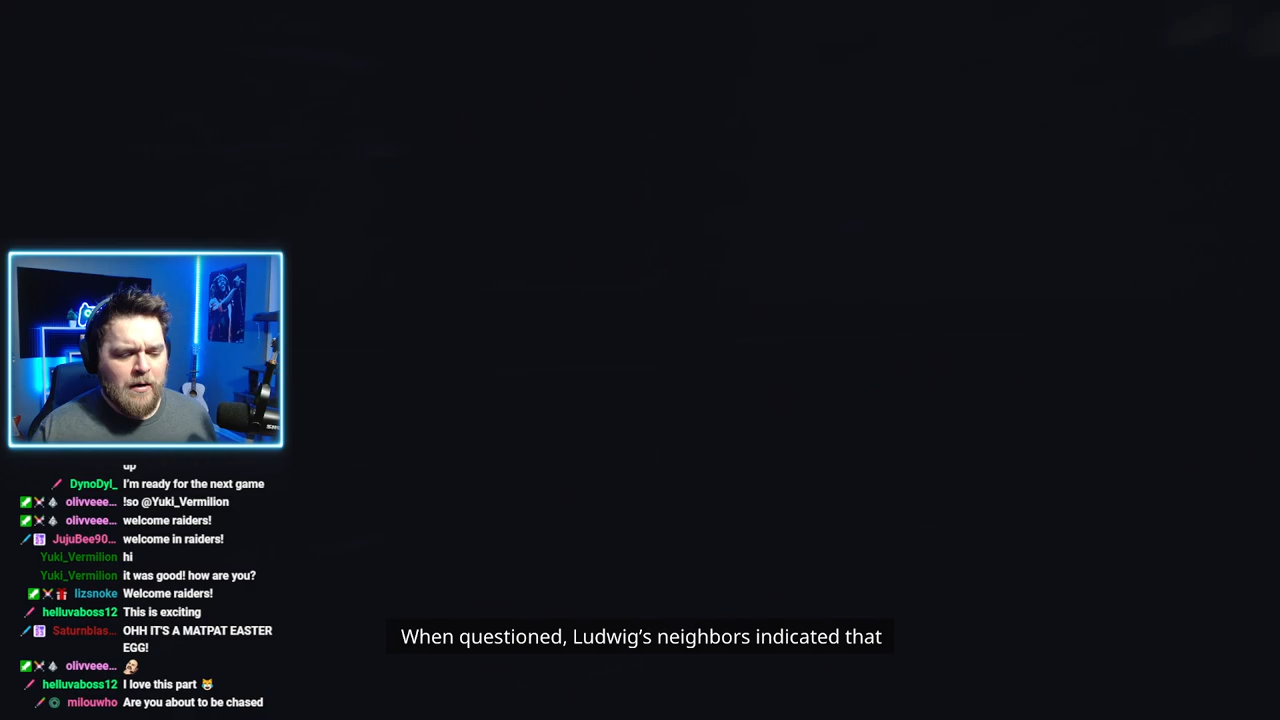 up
DynoDyl_ I'm ready for the next game
olivveee... !so @Yuki_Vermilion
olivveee... welcome raiders!
JujuBee90... welcome in raiders!
Yuki_Vermilion hi
Yuki_Vermilion it was good! how are you?
lizsnoke Welcome raiders!
helluvaboss12 This is exciting
Saturnblas... OHH IT'S A MATPAT EASTER
EGG!
olivveee...
helluvaboss12 I love this part
milouwho Are you about to be chased
When questioned, Ludwig’s neighbors indicated that